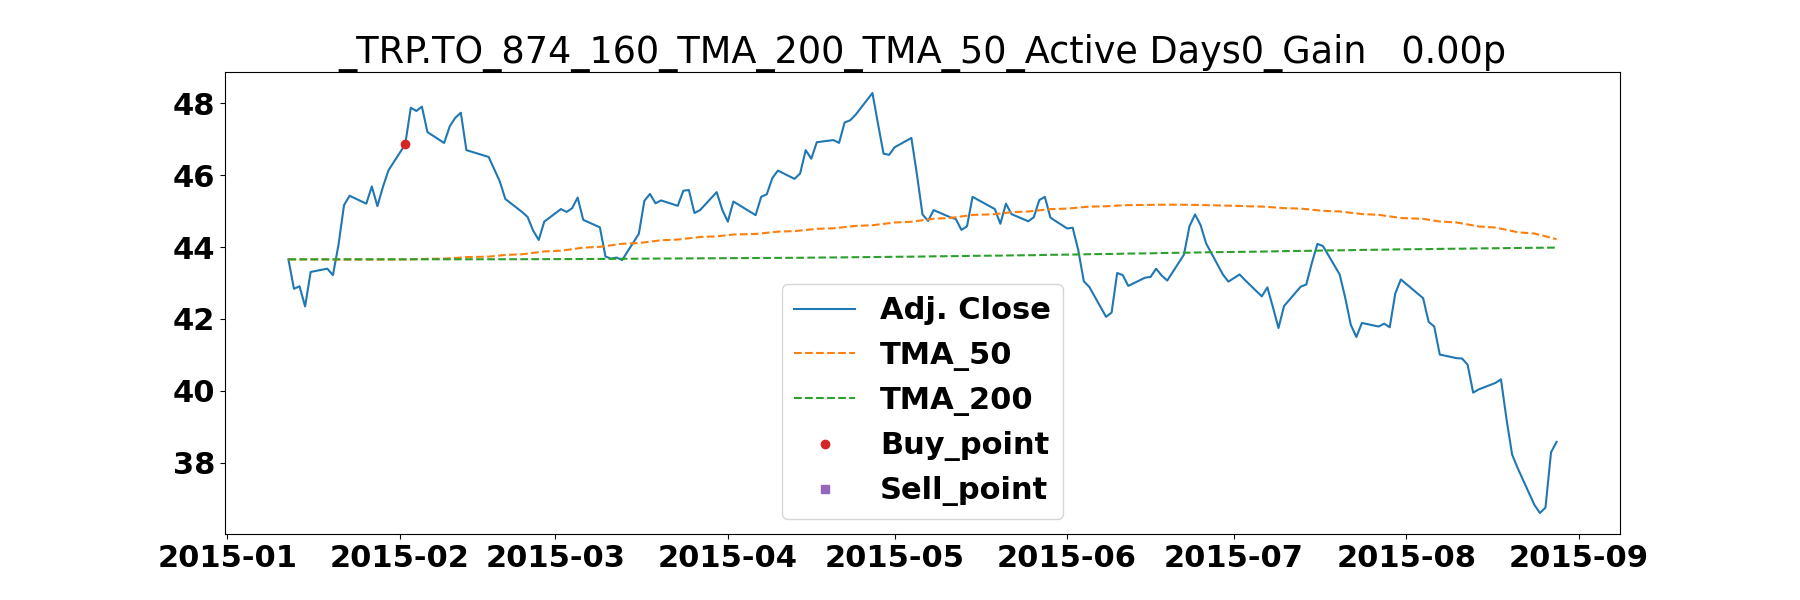 _TRP.TO_874_160_TMA_200_TMA_50_Active Days0_Gain   0.00p
48
46
44
42
40
38
Adj. Close
TMA_50
TMA_200
Buy_point
Sell_point
2015-01 2015-02 2015-03 2015-04 2015-05 2015-06 2015-07 2015-08 2015-09